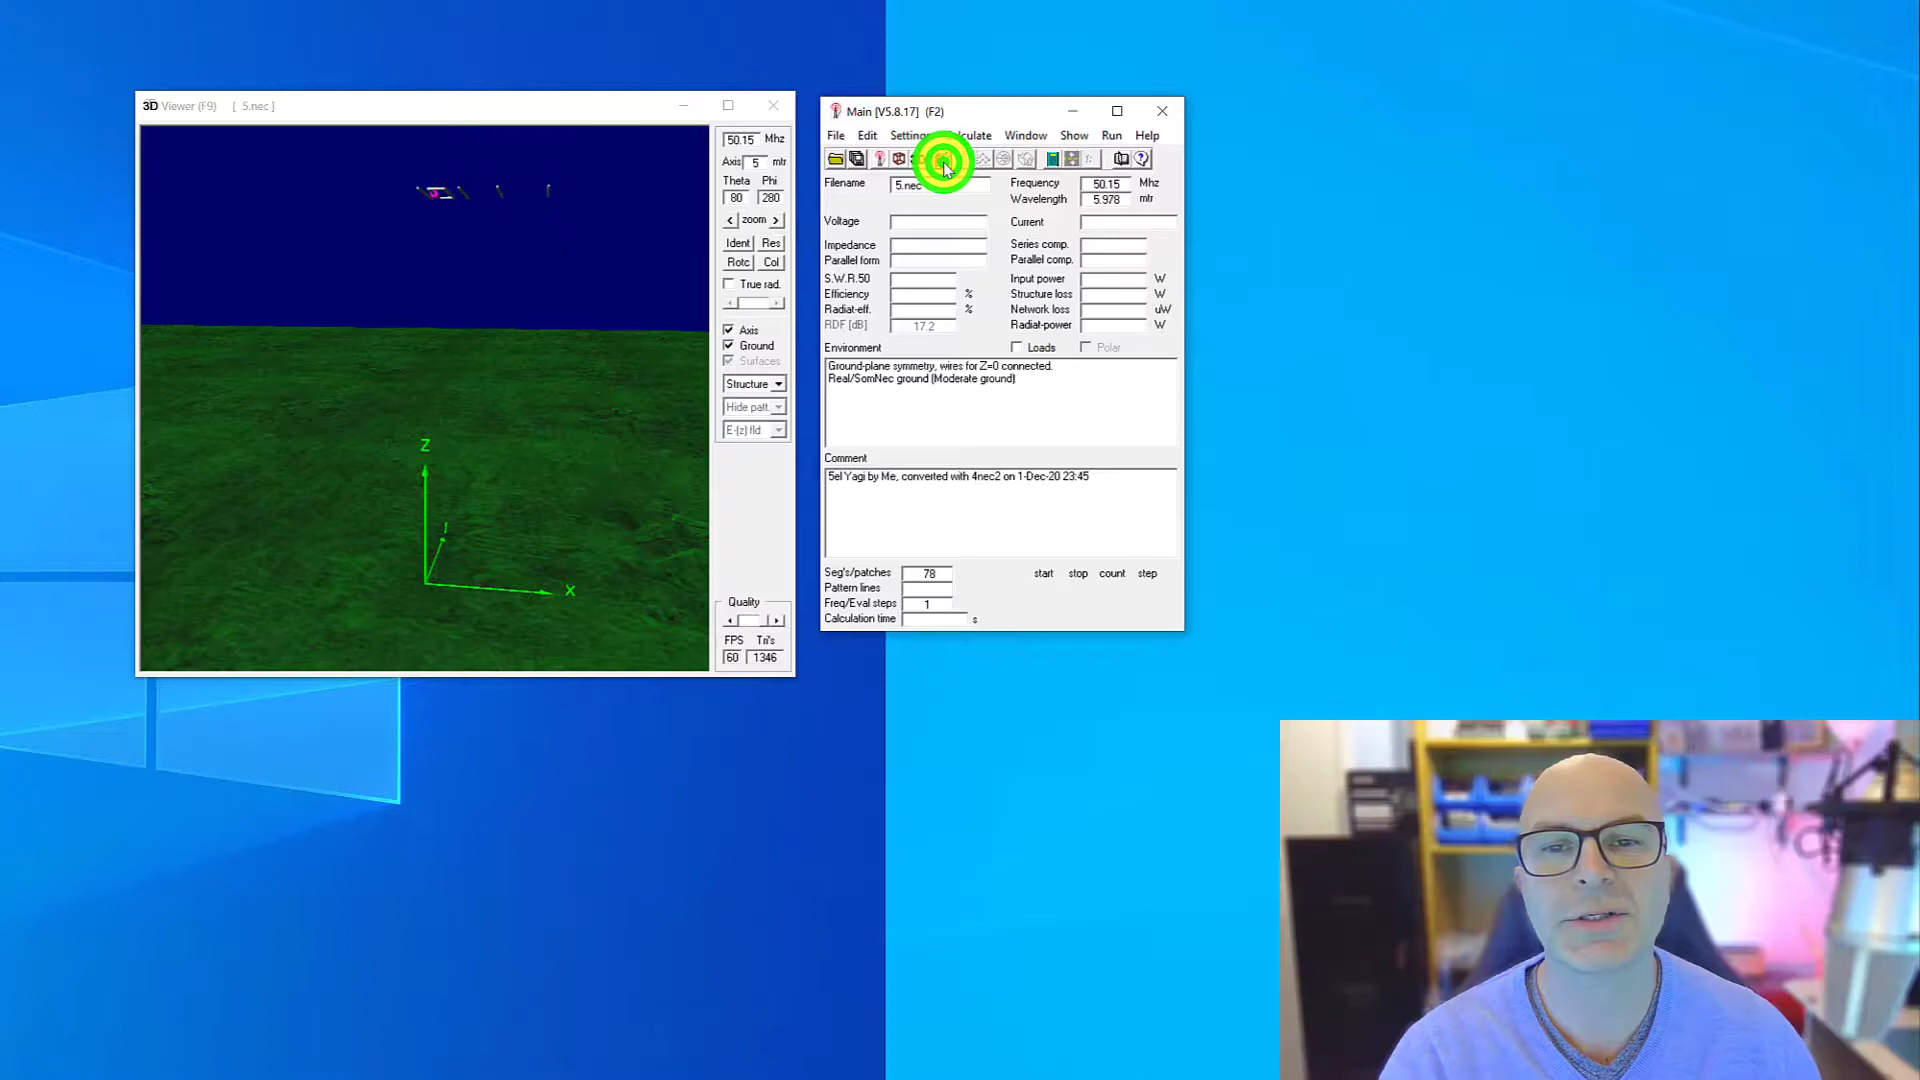 3D Viewer (F9) [ 5.nec ]
50.15 Mhz
Axis 5 mtr
Theta Phi
80 280
< zoom >
Ident Res
Rotc Col
True rad.
Axis
Ground
Surfaces
Structure
Hide patt.
E-(z) fld
Quality
FPS Tri's
60 1346
Z
X
Main [V5.8.17] (F2)
File Edit Settings Calculate Window Show Run Help
Filename 5.nec Frequency 50.15 Mhz
Wavelength 5.978 mtr
Voltage Current
Impedance Series comp.
Parallel form Parallel comp.
S.W.R.50 Input power W
Efficiency % Structure loss W
Radiat-eff. % Network loss uW
RDF [dB] 17.2 Radiat-power W
Environment Loads Polar
Ground-plane symmetry, wires for Z=0 connected.
Real/SomNec ground (Moderate ground)
Comment
5el Yagi by Me, converted with 4nec2 on 1-Dec-20 23:45
Seg's/patches 78 start stop count step
Pattern lines
Freq/Eval steps 1
Calculation time s